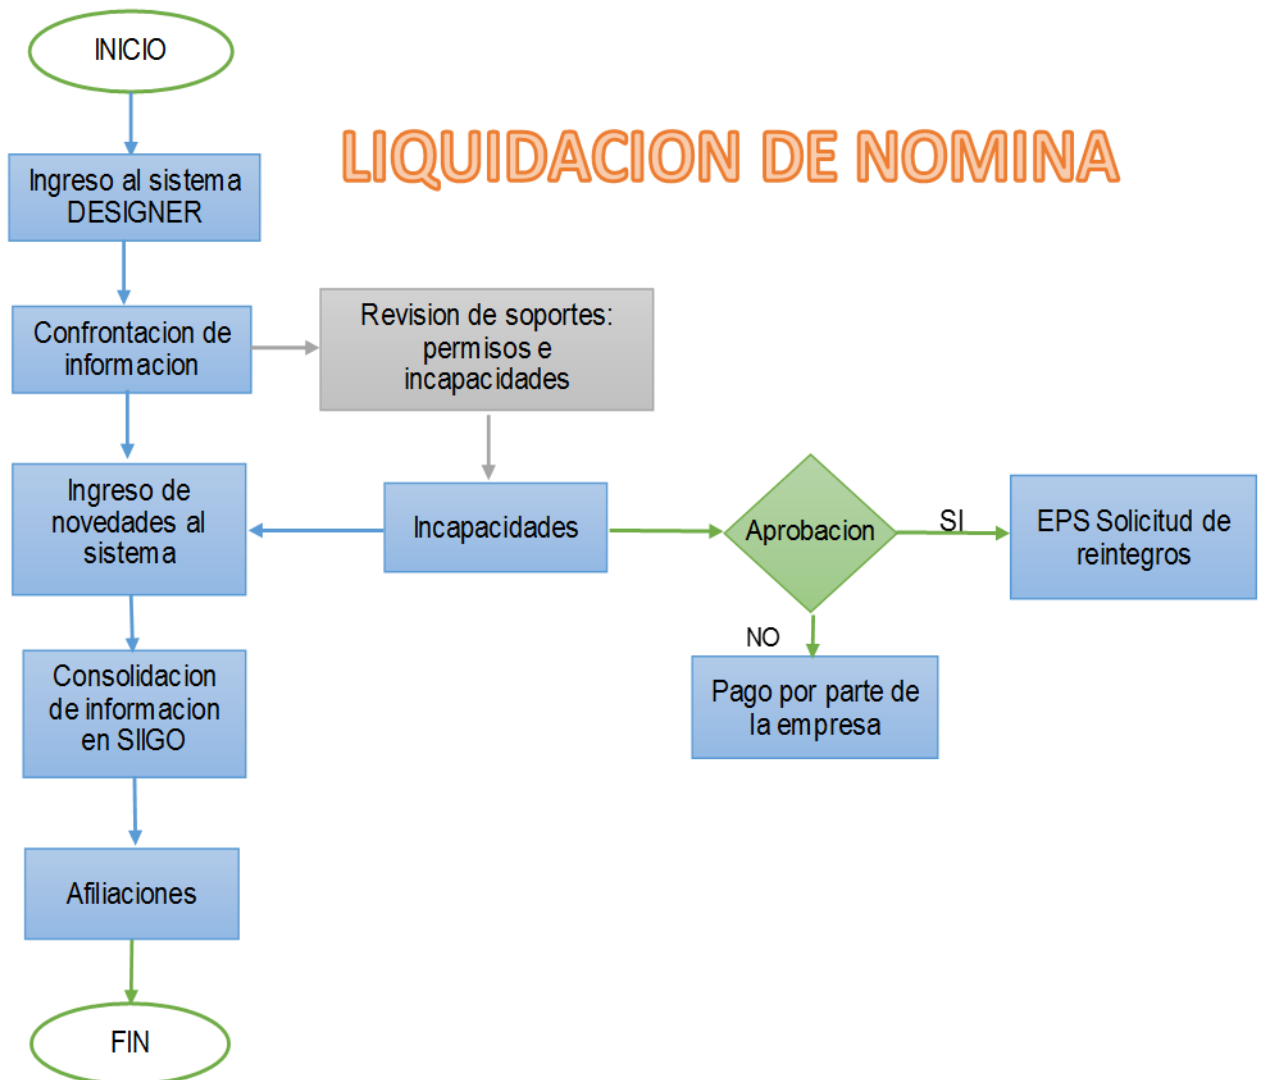 INICIO
LIQUIDACION DE NOMINA
Ingreso al sistema
DESIGNER
Confrontacion de
informacion
Revision de soportes:
permisos e
incapacidades
Ingreso de
novedades al
sistema
Incapacidades
Aprobacion
SI
EPS Solicitud de
reintegros
NO
Pago por parte de
la empresa
Consolidacion
de informacion
en SIIGO
Afiliaciones
FIN